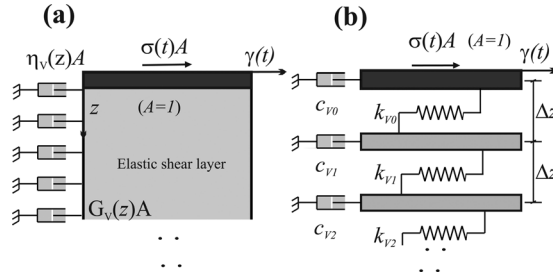 (a)
η_V(z)A
σ(t)A
γ(t)
z
(A=1)
Elastic shear layer
G_V(z)A
(b)
σ(t)A (A=1)
γ(t)
c_V0
k_V0
Δz
c_V1
k_V1
Δz
c_V2
k_V2